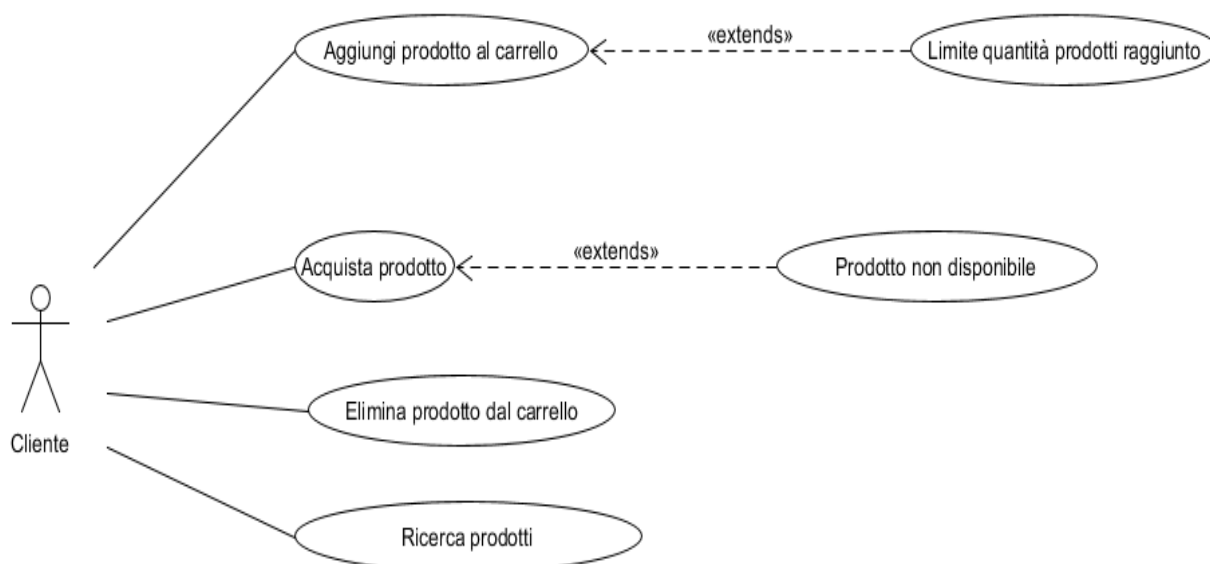 Aggiungi prodotto al carrello
«extends»
Limite quantità prodotti raggiunto
Acquista prodotto
«extends»
Prodotto non disponibile
Elimina prodotto dal carrello
Cliente
Ricerca prodotti